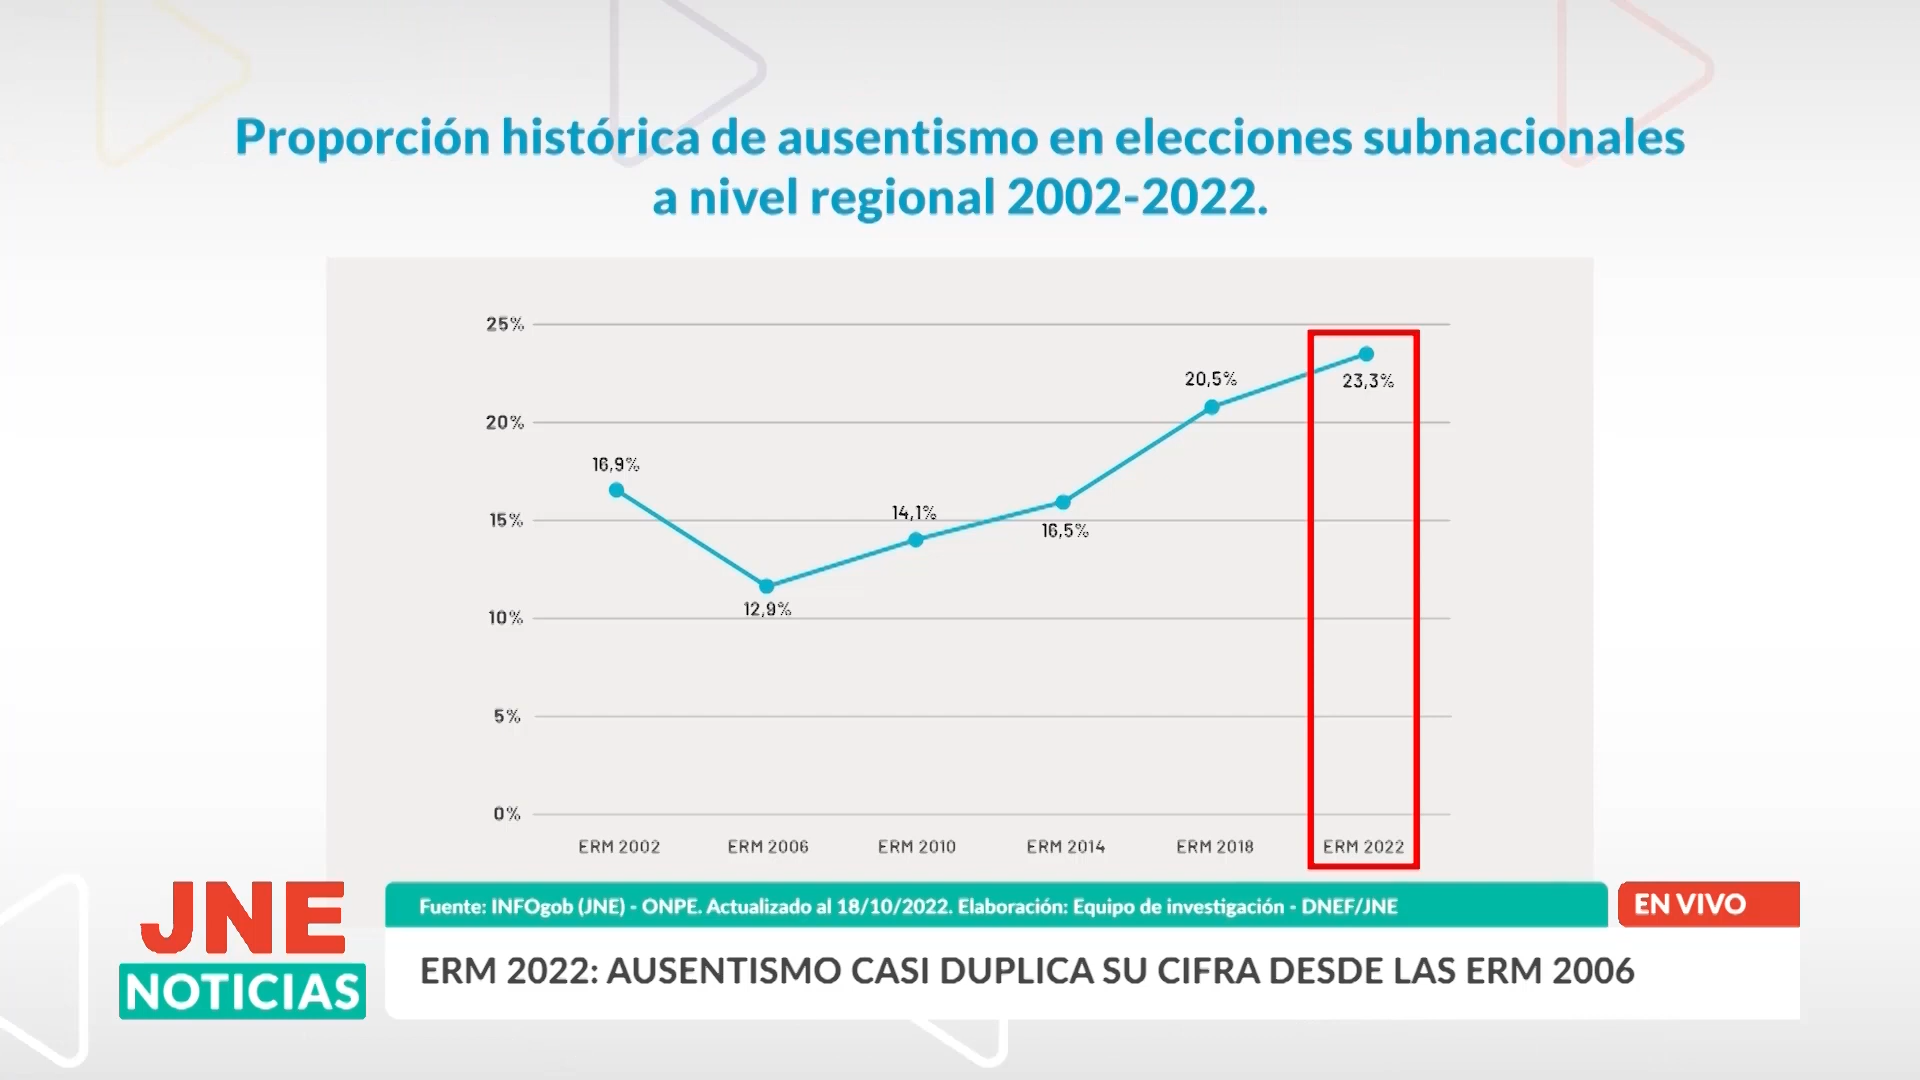 Proporción histórica de ausentismo en elecciones subnacionales
a nivel regional 2002-2022.
25%
20%
15%
10%
5%
0%
16,9%
12,9%
14,1%
16,5%
20,5%
23,3%
ERM 2002
ERM 2006
ERM 2010
ERM 2014
ERM 2018
ERM 2022
JNE
NOTICIAS
Fuente: INFOgob (JNE) - ONPE. Actualizado al 18/10/2022. Elaboración: Equipo de investigación - DNEF/JNE
EN VIVO
ERM 2022: AUSENTISMO CASI DUPLICA SU CIFRA DESDE LAS ERM 2006